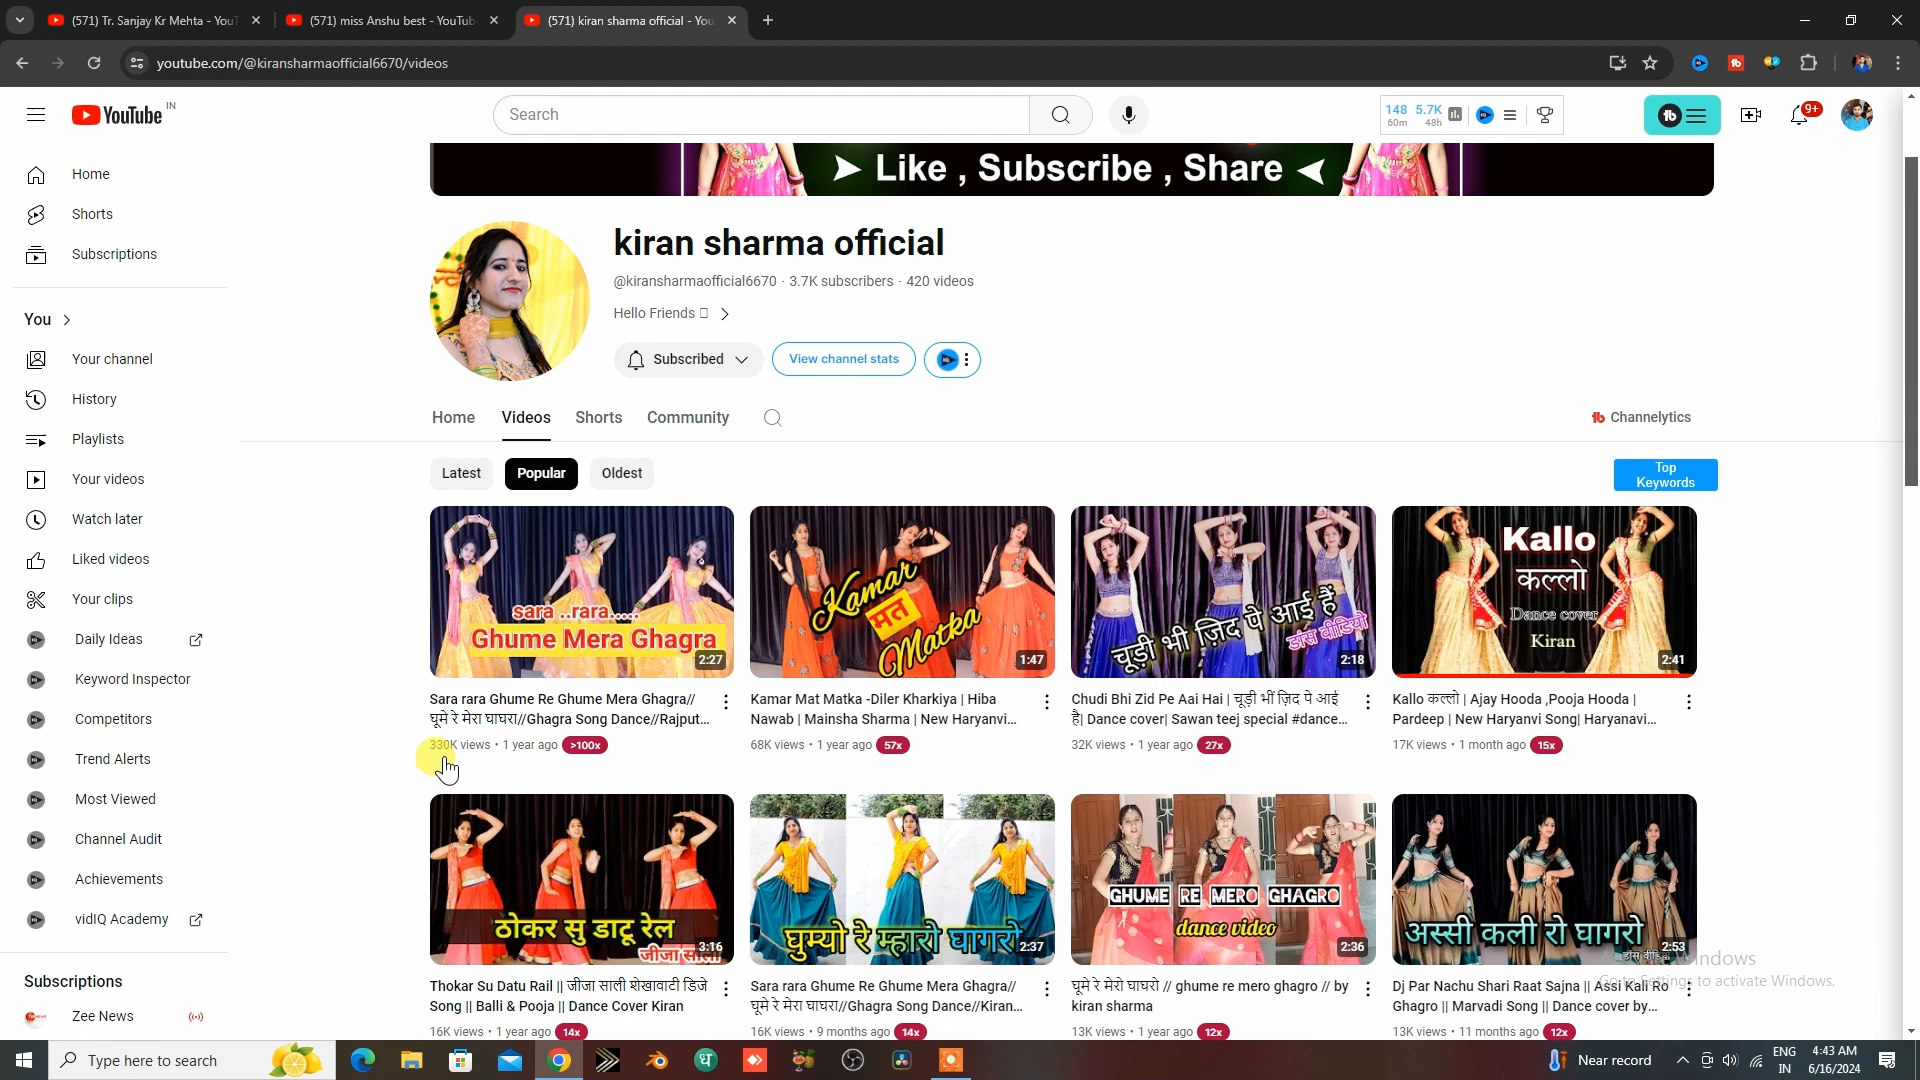 (571) Tr. Sanjay Kr Mehta - You
(571) miss Anshu best - YouTub
(571) kiran sharma official - You
youtube.com/@kiransharmaofficial6670/videos
YouTube IN
Search
148 5.7K
60m 48h
9+
Home
Shorts
Subscriptions
You
Your channel
History
Playlists
Your videos
Watch later
Liked videos
Your clips
Daily Ideas
Keyword Inspector
Competitors
Trend Alerts
Most Viewed
Channel Audit
Achievements
vidIQ Academy
Subscriptions
Zee News
➤ Like , Subscribe , Share
kiran sharma official
@kiransharmaofficial6670 · 3.7K subscribers · 420 videos
Hello Friends
Subscribed
View channel stats
Home Videos Shorts Community
Channelytics
Latest Popular Oldest
Top
Keywords
sara ..rara.....
Ghume Mera Ghagra
2:27
Kamar
मत
Matka
1:47
चूड़ी भी ज़िद पे आई हैं
डांस वीडियो
2:18
Kallo
कल्लो
Dance cover
Kiran
2:41
Sara rara Ghume Re Ghume Mera Ghagra//
घूमे रे मेरा घाघरा//Ghagra Song Dance//Rajput...
330K views • 1 year ago >100x
Kamar Mat Matka -Diler Kharkiya | Hiba
Nawab | Mainsha Sharma | New Haryanvi...
68K views • 1 year ago 57x
Chudi Bhi Zid Pe Aai Hai | चूड़ी भीं ज़िद पे आई
है| Dance cover| Sawan teej special #dance...
32K views • 1 year ago 27x
Kallo कल्लो | Ajay Hooda ,Pooja Hooda |
Pardeep | New Haryanvi Song| Haryanavi...
17K views • 1 month ago 15x
ठोकर सु डाटू रेल
जीजा साली
3:16
घुम्यो रे म्हारो घागरो
2:37
GHUME RE MERO GHAGRO
dance video
2:36
अस्सी कली रो घागरो
2:53
Thokar Su Datu Rail || जीजा साली शेखावाटी डिजे
Song || Balli & Pooja || Dance Cover Kiran
16K views • 1 year ago 14x
Sara rara Ghume Re Ghume Mera Ghagra//
घूमे रे मेरा घाघरा//Ghagra Song Dance//Kiran...
16K views • 9 months ago 14x
घूमे रे मेरो घाघरो // ghume re mero ghagro // by
kiran sharma
13K views • 1 year ago 12x
Dj Par Nachu Shari Raat Sajna || Assi Kali Ro
Ghagro || Marvadi Song || Dance cover by...
13K views • 11 months ago 12x
Windows
Go to Settings to activate Windows.
Type here to search
Near record
ENG
IN
4:43 AM
6/16/2024